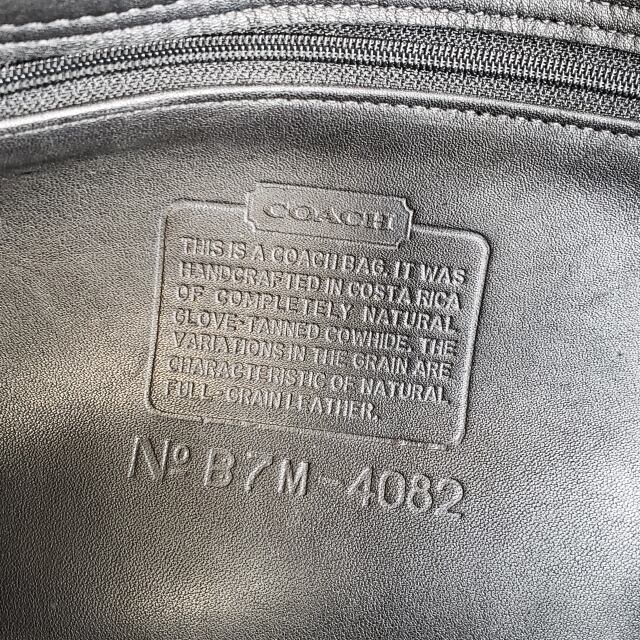 COACH
THIS IS A COACH BAG. IT WAS
HANDCRAFTED IN COSTA RICA
OF COMPLETELY NATURAL
GLOVE-TANNED COWHIDE. THE
VARIATIONS IN THE GRAIN ARE
CHARACTERISTIC OF NATURAL
FULL-GRAIN LEATHER.
No B7M-4082